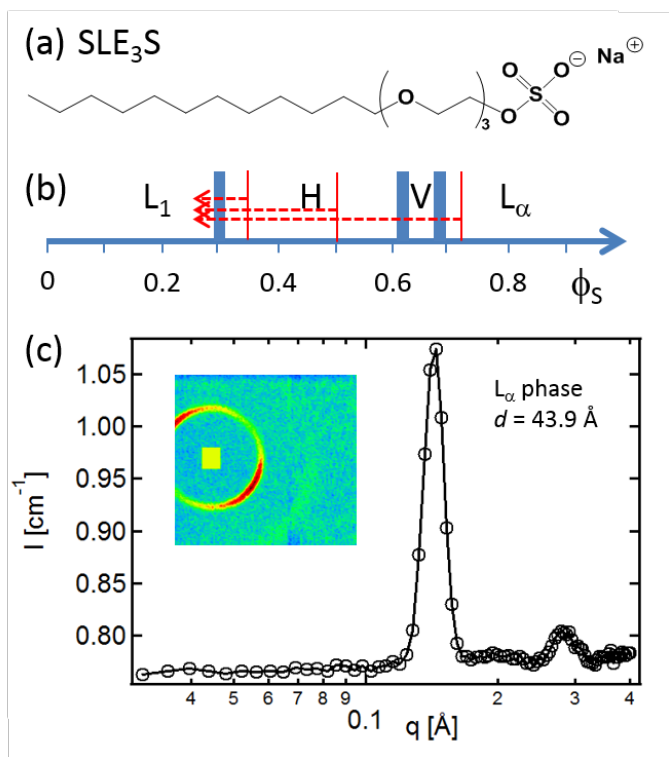 (a) SLE₃S
O
3
O
S
O
O
O⊖ Na⊕
(b)
L₁ H V Lα
0 0.2 0.4 0.6 0.8 ϕS
(c)
Lα phase
d = 43.9 Å
I [cm⁻¹]
1.05
1.00
0.95
0.90
0.85
0.80
4 5 6 7 8 9 0.1 2 3 4
q [Å]